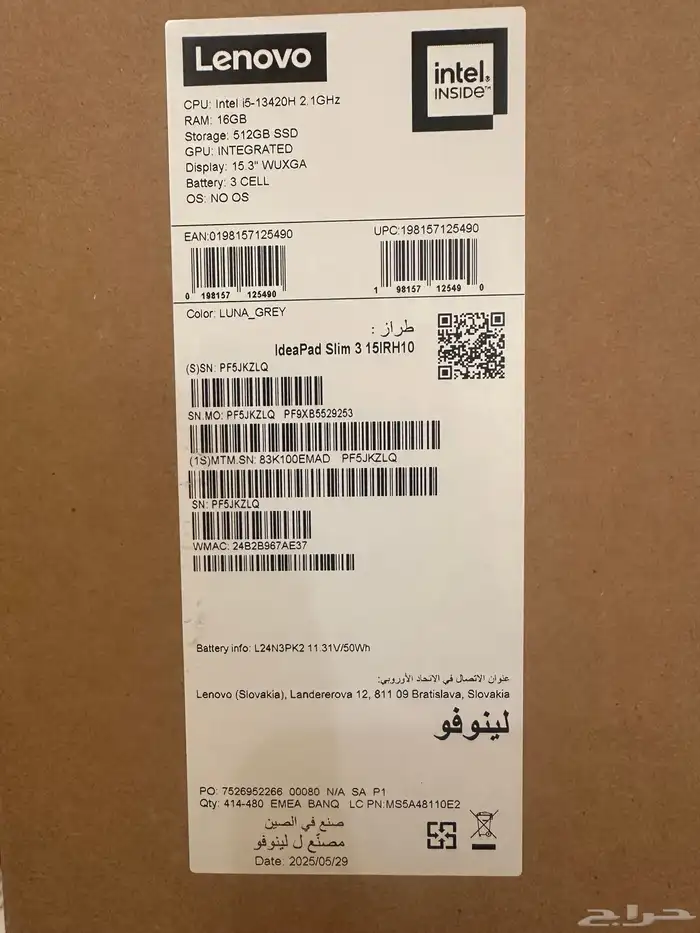 Lenovo
intel
INSIDE™
CPU: Intel i5-13420H 2.1GHz
RAM: 16GB
Storage: 512GB SSD
GPU: INTEGRATED
Display: 15.3" WUXGA
Battery: 3 CELL
OS: NO OS
EAN:0198157125490
UPC:198157125490
0 198157 125490
1 98157 12549 0
Color: LUNA_GREY
طراز :
IdeaPad Slim 3 15IRH10
(S)SN: PF5JKZLQ
SN.MO: PF5JKZLQ PF9XB5529253
(1S)MTM.SN: 83K100EMAD PF5JKZLQ
SN: PF5JKZLQ
WMAC: 24B2B967AE37
Battery info: L24N3PK2 11.31V/50Wh
عنوان الاتصال في الاتحاد الأوروبي:
Lenovo (Slovakia), Landererova 12, 811 09 Bratislava, Slovakia
لينوفو
PO: 7526952266 00080 N/A SA P1
Qty: 414-480 EMEA BANQ LC PN:MS5A48110E2
صنع في الصين
مصنّع ل لينوفو
Date: 2025/05/29
حراج